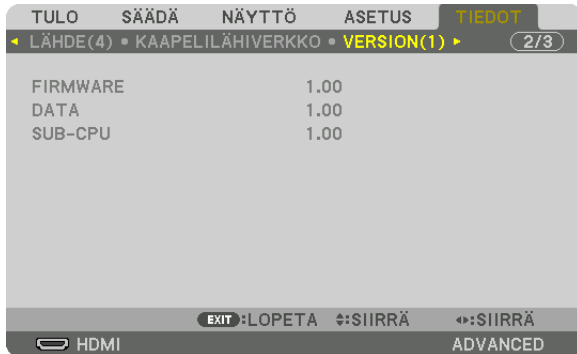 TULO SÄÄDÄ NÄYTTÖ ASETUS TIEDOT
◄ LÄHDE(4) ● KAAPELILÄHIVERKKO ● VERSION(1) ► 2/3
FIRMWARE 1.00
DATA 1.00
SUB-CPU 1.00
EXIT :LOPETA :SIIRRÄ :SIIRRÄ
HDMI ADVANCED